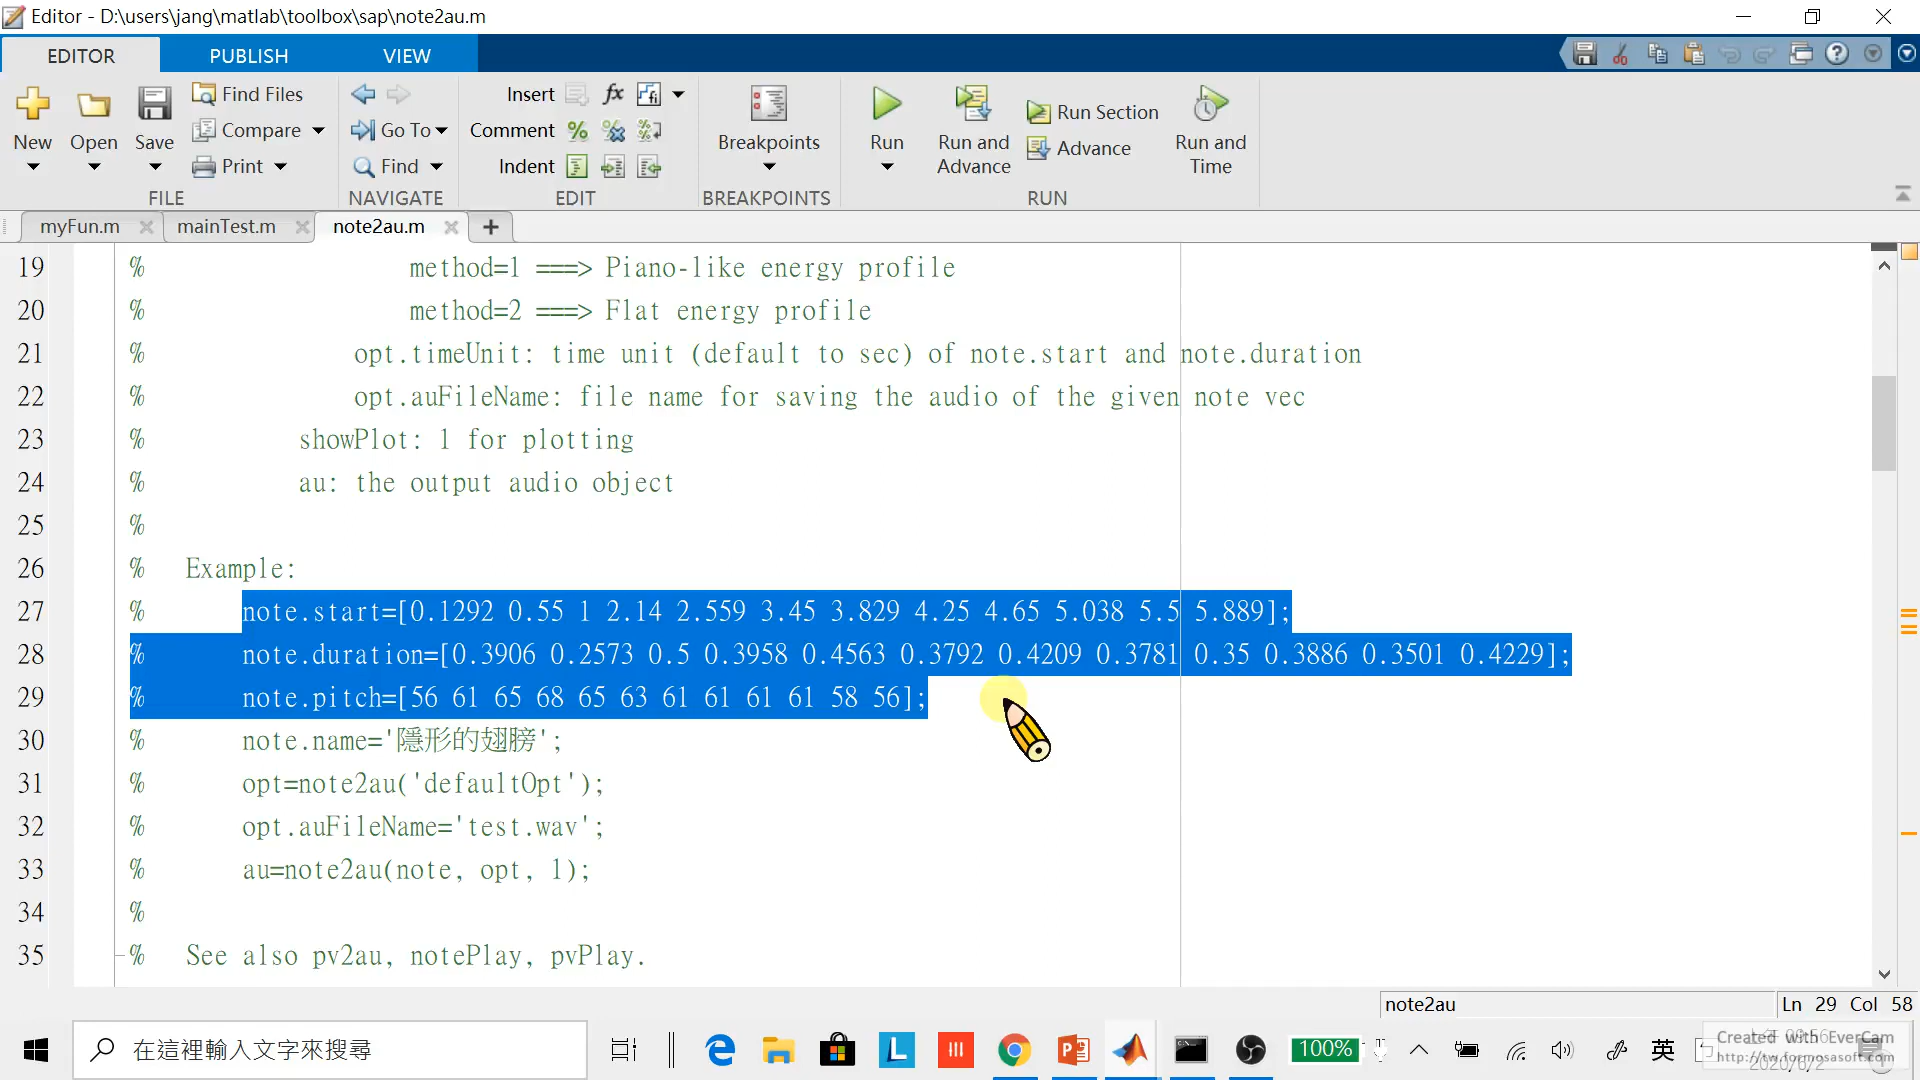 Editor - D:\users\jang\matlab\toolbox\sap\note2au.m
EDITOR PUBLISH VIEW
New Open Save Find Files Compare Print
FILE
Go To Find
NAVIGATE
Insert fx
Comment
Indent
EDIT
Breakpoints
BREAKPOINTS
Run Run and Advance Run Section Advance Run and Time
RUN
myFun.m mainTest.m note2au.m
19 % method=1 ===> Piano-like energy profile
20 % method=2 ===> Flat energy profile
21 % opt.timeUnit: time unit (default to sec) of note.start and note.duration
22 % opt.auFileName: file name for saving the audio of the given note vec
23 % showPlot: 1 for plotting
24 % au: the output audio object
25 %
26 % Example:
27 % note.start=[0.1292 0.55 1 2.14 2.559 3.45 3.829 4.25 4.65 5.038 5.5 5.889];
28 % note.duration=[0.3906 0.2573 0.5 0.3958 0.4563 0.3792 0.4209 0.3781 0.35 0.3886 0.3501 0.4229];
29 % note.pitch=[56 61 65 68 65 63 61 61 61 61 58 56];
30 % note.name='隱形的翅膀';
31 % opt=note2au('defaultOpt');
32 % opt.auFileName='test.wav';
33 % au=note2au(note, opt, 1);
34 %
35 % See also pv2au, notePlay, pvPlay.
note2au Ln 29 Col 58
在這裡輸入文字來搜尋
100%
英
Created with EverCam
http://tw.formosasoft.com
2020/6/2